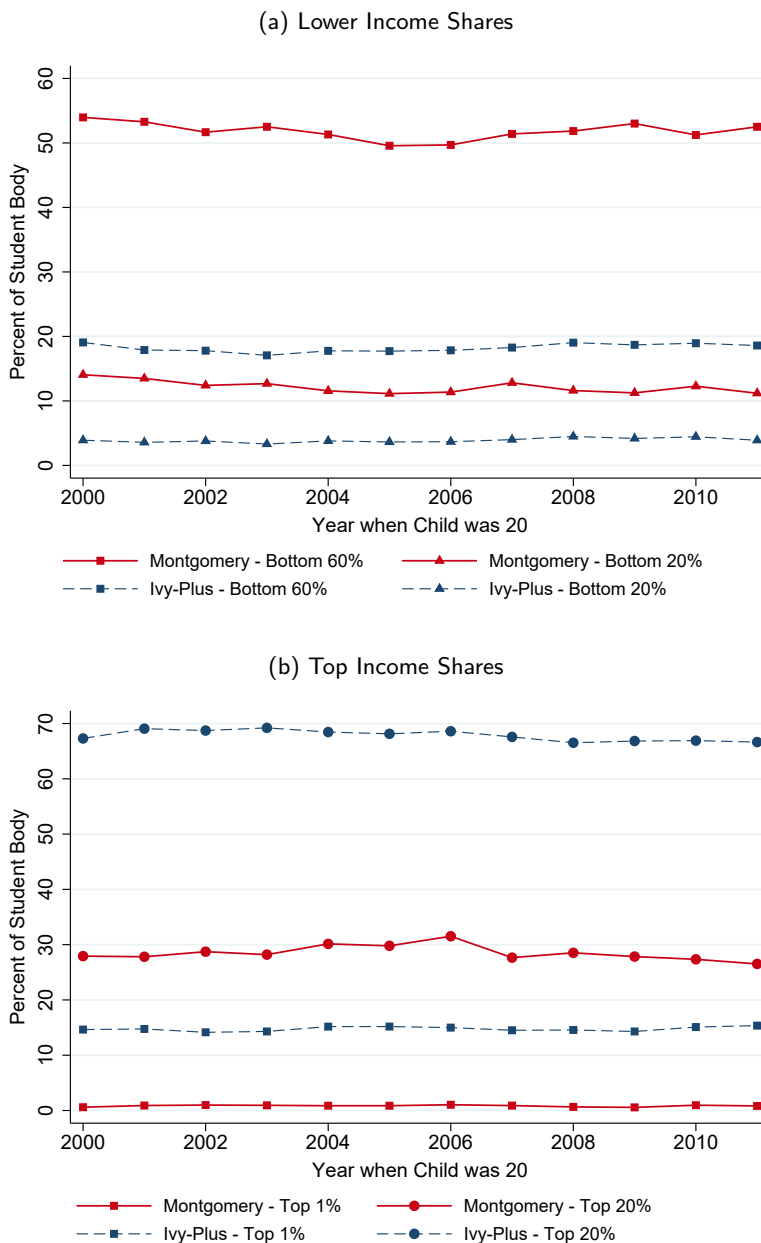 (a) Lower Income Shares
Percent of Student Body
60
50
40
30
20
10
0
2000 2002 2004 2006 2008 2010
Year when Child was 20
Montgomery - Bottom 60% Montgomery - Bottom 20%
Ivy-Plus - Bottom 60% Ivy-Plus - Bottom 20%
(b) Top Income Shares
Percent of Student Body
70
60
50
40
30
20
10
0
2000 2002 2004 2006 2008 2010
Year when Child was 20
Montgomery - Top 1% Montgomery - Top 20%
Ivy-Plus - Top 1% Ivy-Plus - Top 20%